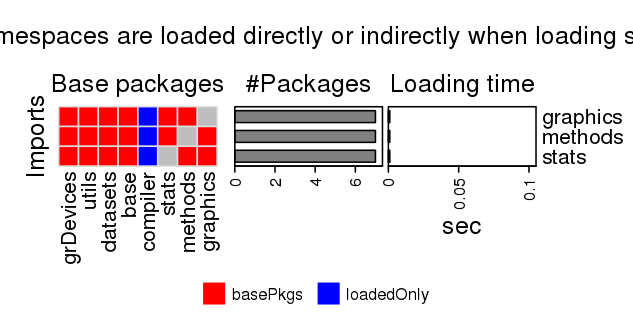 mespaces are loaded directly or indirectly when loading s
Base packages #Packages Loading time
Imports
graphics
methods
stats
grDevices
utils
datasets
base
compiler
stats
methods
graphics
0 2 4 6
0 0.05 0.1
sec
basePkgs loadedOnly